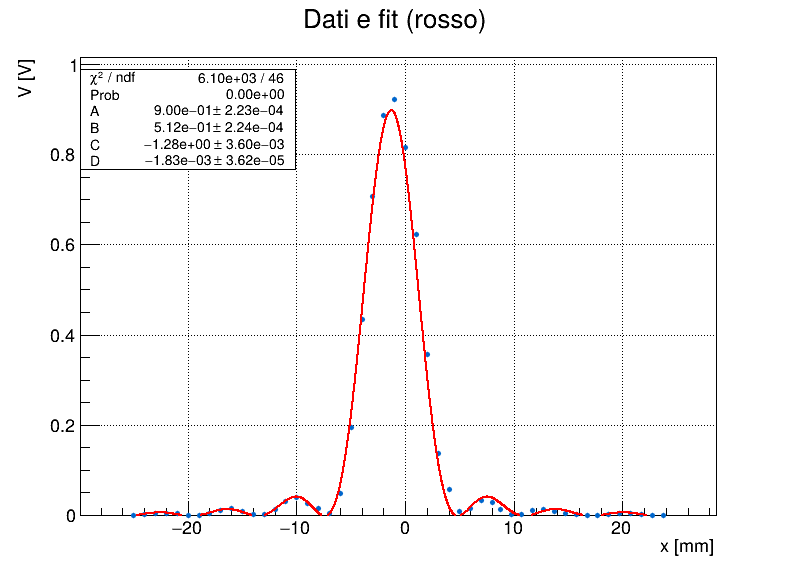 Dati e fit (rosso)
V [V]
χ² / ndf 6.10e+03 / 46
Prob 0.00e+00
A 9.00e−01 ± 2.23e−04
B 5.12e−01 ± 2.24e−04
C −1.28e+00 ± 3.60e−03
D −1.83e−03 ± 3.62e−05
1
0.8
0.6
0.4
0.2
0
−20 −10 0 10 20
x [mm]